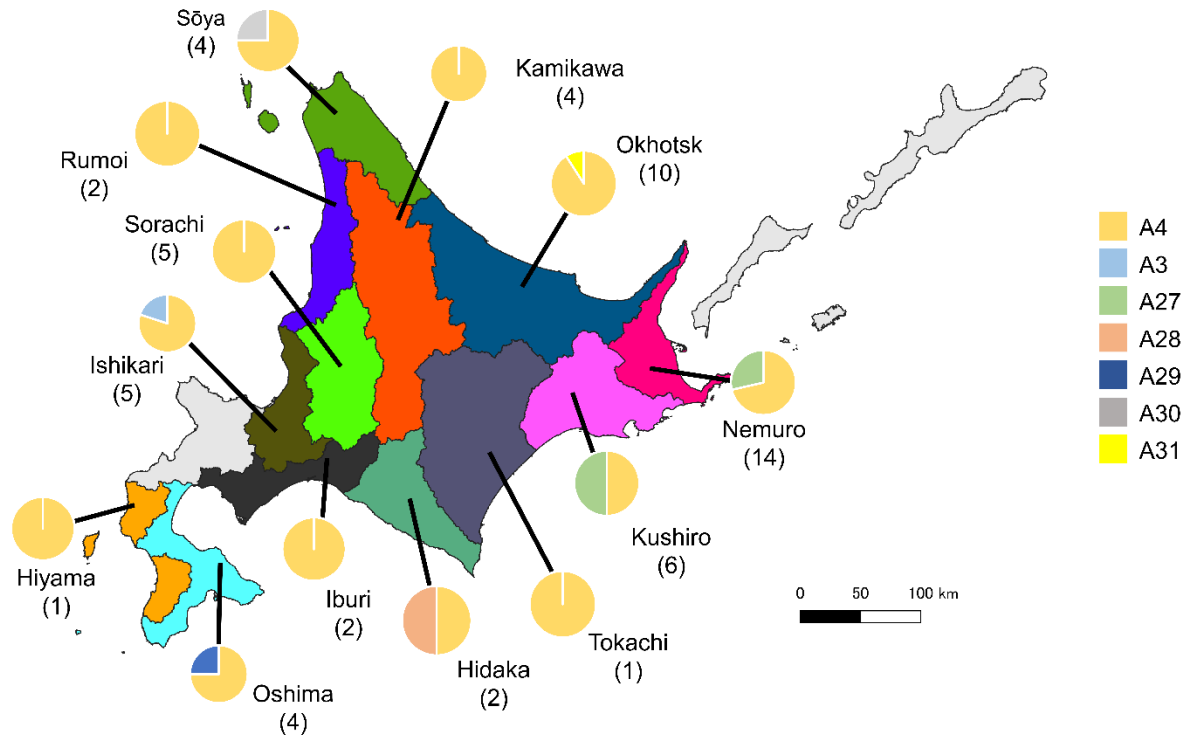 Sōya
(4)
Kamikawa
(4)
Rumoi
(2)
Okhotsk
(10)
Sorachi
(5)
Ishikari
(5)
Nemuro
(14)
Kushiro
(6)
Hiyama
(1)
Iburi
(2)
Tokachi
(1)
Hidaka
(2)
Oshima
(4)
A4
A3
A27
A28
A29
A30
A31
0 50 100 km